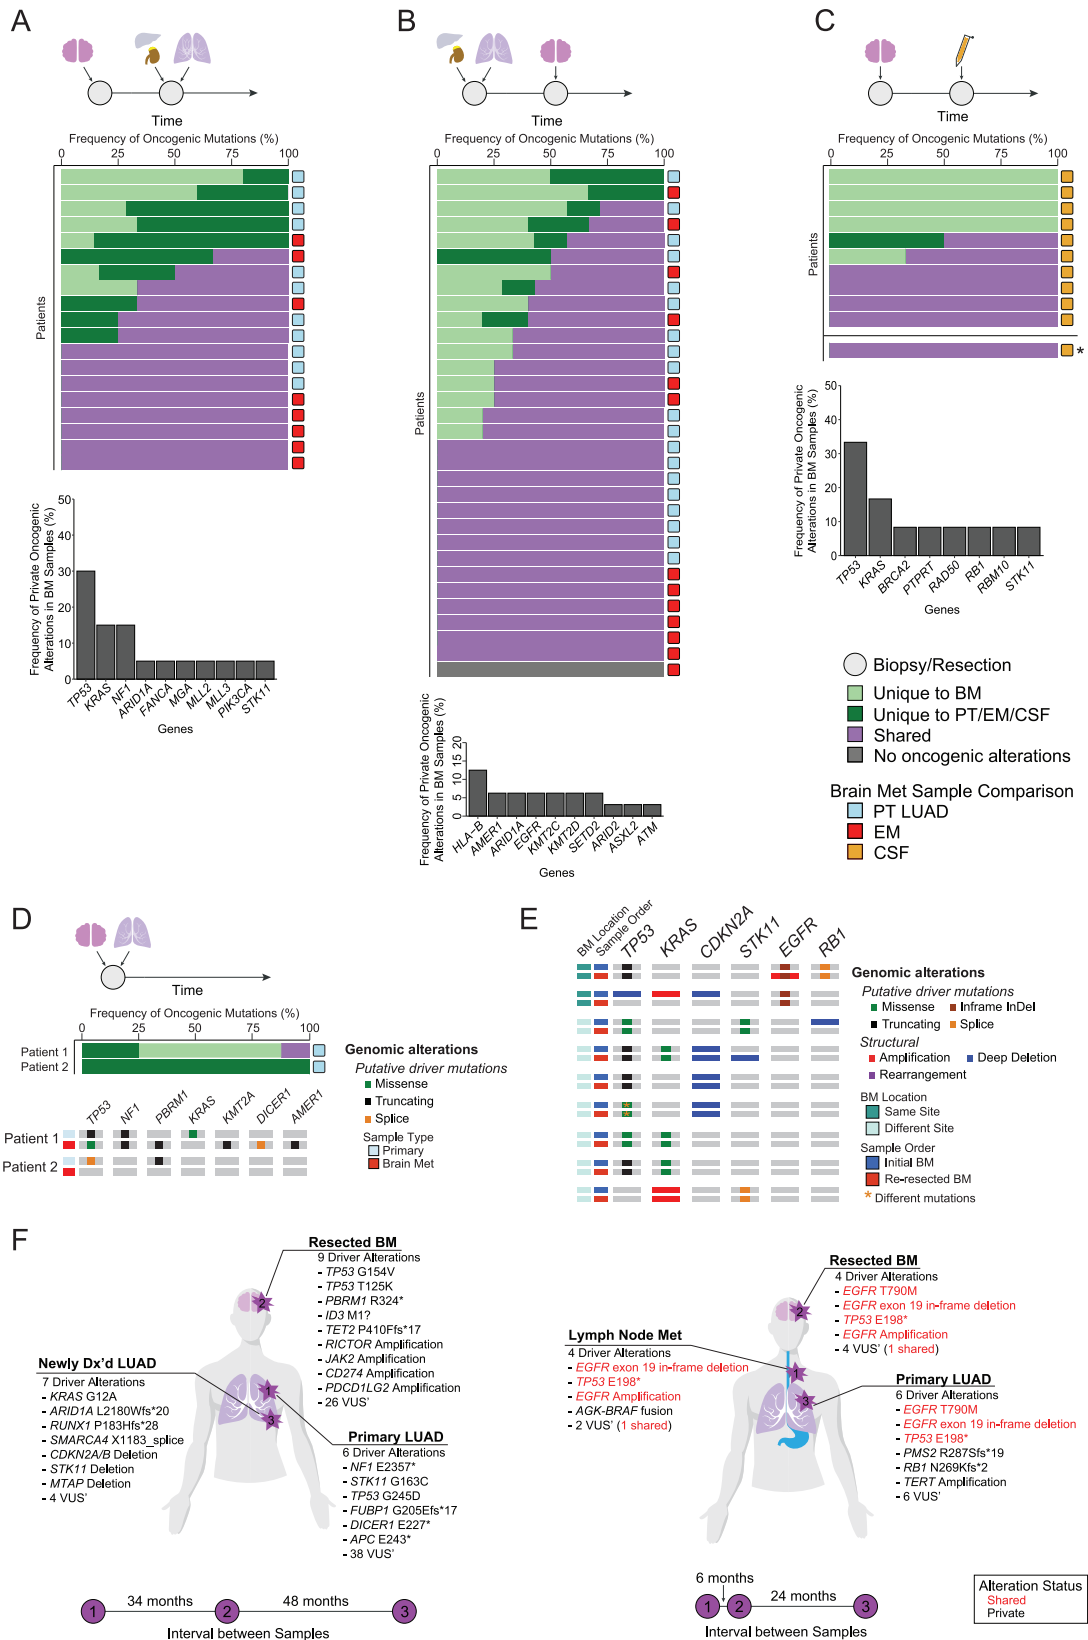 A
Time
Frequency of Oncogenic Mutations (%)
0 25 50 75 100
Patients
Frequency of Private Oncogenic
Alterations in BM Samples (%)
50
40
30
20
10
0
TP53
KRAS
NF1
ARID1A
FANCA
MGA
MLL2
MLL3
PIK3CA
STK11
Genes
B
Time
Frequency of Oncogenic Mutations (%)
0 25 50 75 100
Patients
Frequency of Private Oncogenic
Alterations in BM Samples (%)
20
15
10
5
0
HLA-B
AMER1
ARID1A
EGFR
KMT2C
KMT2D
SETD2
ARID2
ASXL2
ATM
Genes
C
Time
Frequency of Oncogenic Mutations (%)
0 25 50 75 100
Patients
*
Frequency of Private Oncogenic
Alterations in BM Samples (%)
50
40
30
20
10
0
TP53
KRAS
BRCA2
PTPRT
RAD50
RB1
RBM10
STK11
Genes
Biopsy/Resection
Unique to BM
Unique to PT/EM/CSF
Shared
No oncogenic alterations
Brain Met Sample Comparison
PT LUAD
EM
CSF
D
Time
Frequency of Oncogenic Mutations (%)
0 25 50 75 100
Patient 1
Patient 2
TP53
NF1
PBRM1
KRAS
KMT2A
DICER1
AMER1
Patient 1
Patient 2
Genomic alterations
Putative driver mutations
Missense
Truncating
Splice
Sample Type
Primary
Brain Met
E
BM Location
Sample Order
TP53
KRAS
CDKN2A
STK11
EGFR
RB1
*
*
Genomic alterations
Putative driver mutations
Missense Inframe InDel
Truncating Splice
Structural
Amplification Deep Deletion
Rearrangement
BM Location
Same Site
Different Site
Sample Order
Initial BM
Re-resected BM
* Different mutations
F
Resected BM
9 Driver Alterations
- TP53 G154V
- TP53 T125K
- PBRM1 R324*
- ID3 M1?
- TET2 P410Ffs*17
- RICTOR Amplification
- JAK2 Amplification
- CD274 Amplification
- PDCD1LG2 Amplification
- 26 VUS'
Newly Dx'd LUAD
7 Driver Alterations
- KRAS G12A
- ARID1A L2180Wfs*20
- RUNX1 P183Hfs*28
- SMARCA4 X1183_splice
- CDKN2A/B Deletion
- STK11 Deletion
- MTAP Deletion
- 4 VUS'
2
1
3
Primary LUAD
6 Driver Alterations
- NF1 E2357*
- STK11 G163C
- TP53 G245D
- FUBP1 G205Efs*17
- DICER1 E227*
- APC E243*
- 38 VUS'
34 months 48 months
1 2 3
Interval between Samples
Resected BM
4 Driver Alterations
- EGFR T790M
- EGFR exon 19 in-frame deletion
- TP53 E198*
- EGFR Amplification
- 4 VUS' (1 shared)
Lymph Node Met
4 Driver Alterations
- EGFR exon 19 in-frame deletion
- TP53 E198*
- EGFR Amplification
- AGK-BRAF fusion
- 2 VUS' (1 shared)
2
1
3
Primary LUAD
6 Driver Alterations
- EGFR T790M
- EGFR exon 19 in-frame deletion
- TP53 E198*
- PMS2 R287Sfs*19
- RB1 N269Kfs*2
- TERT Amplification
- 6 VUS'
6 months
24 months
1 2 3
Interval between Samples
Alteration Status
Shared
Private